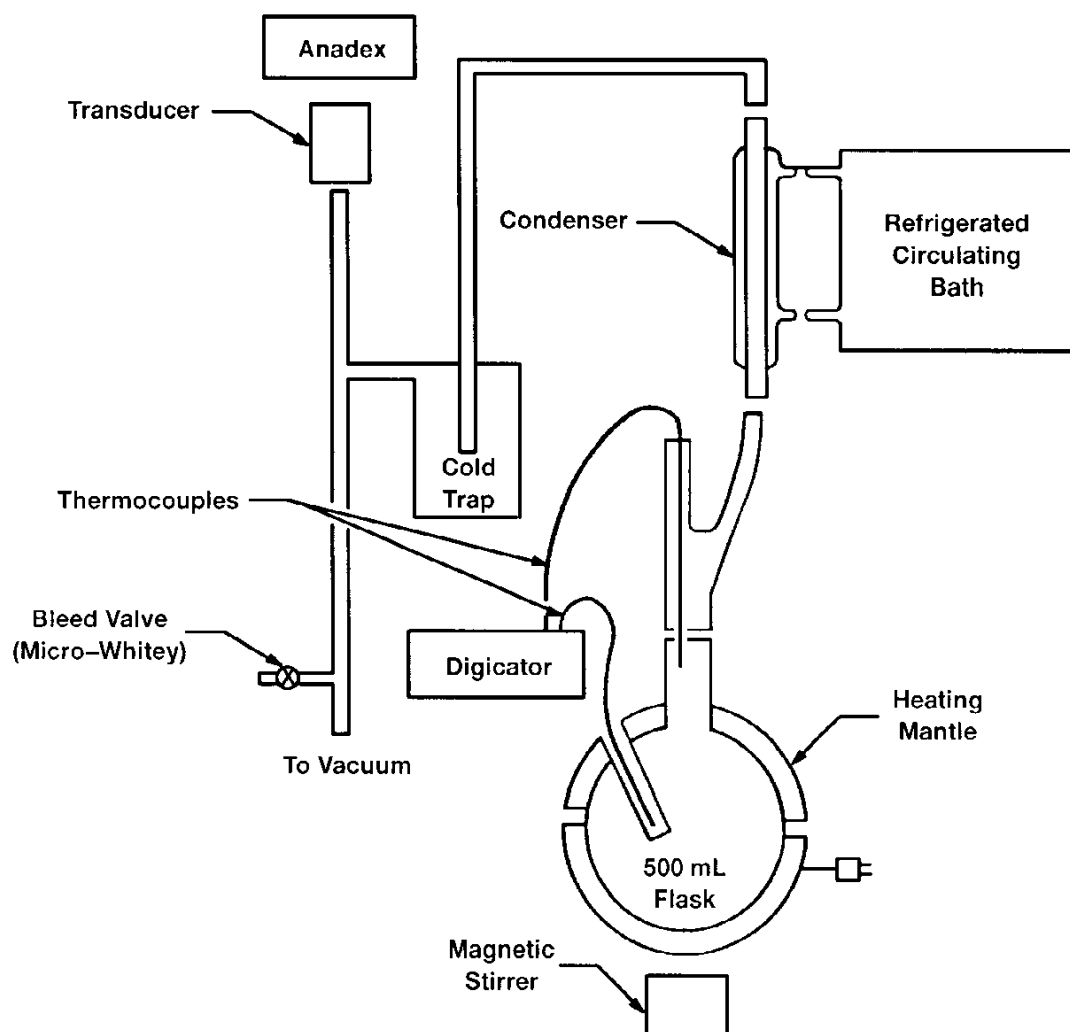 Anadex
Transducer
Condenser
Refrigerated
Circulating
Bath
Cold
Trap
Thermocouples
Bleed Valve
(Micro–Whitey)
Digicator
To Vacuum
Heating
Mantle
500 mL
Flask
Magnetic
Stirrer